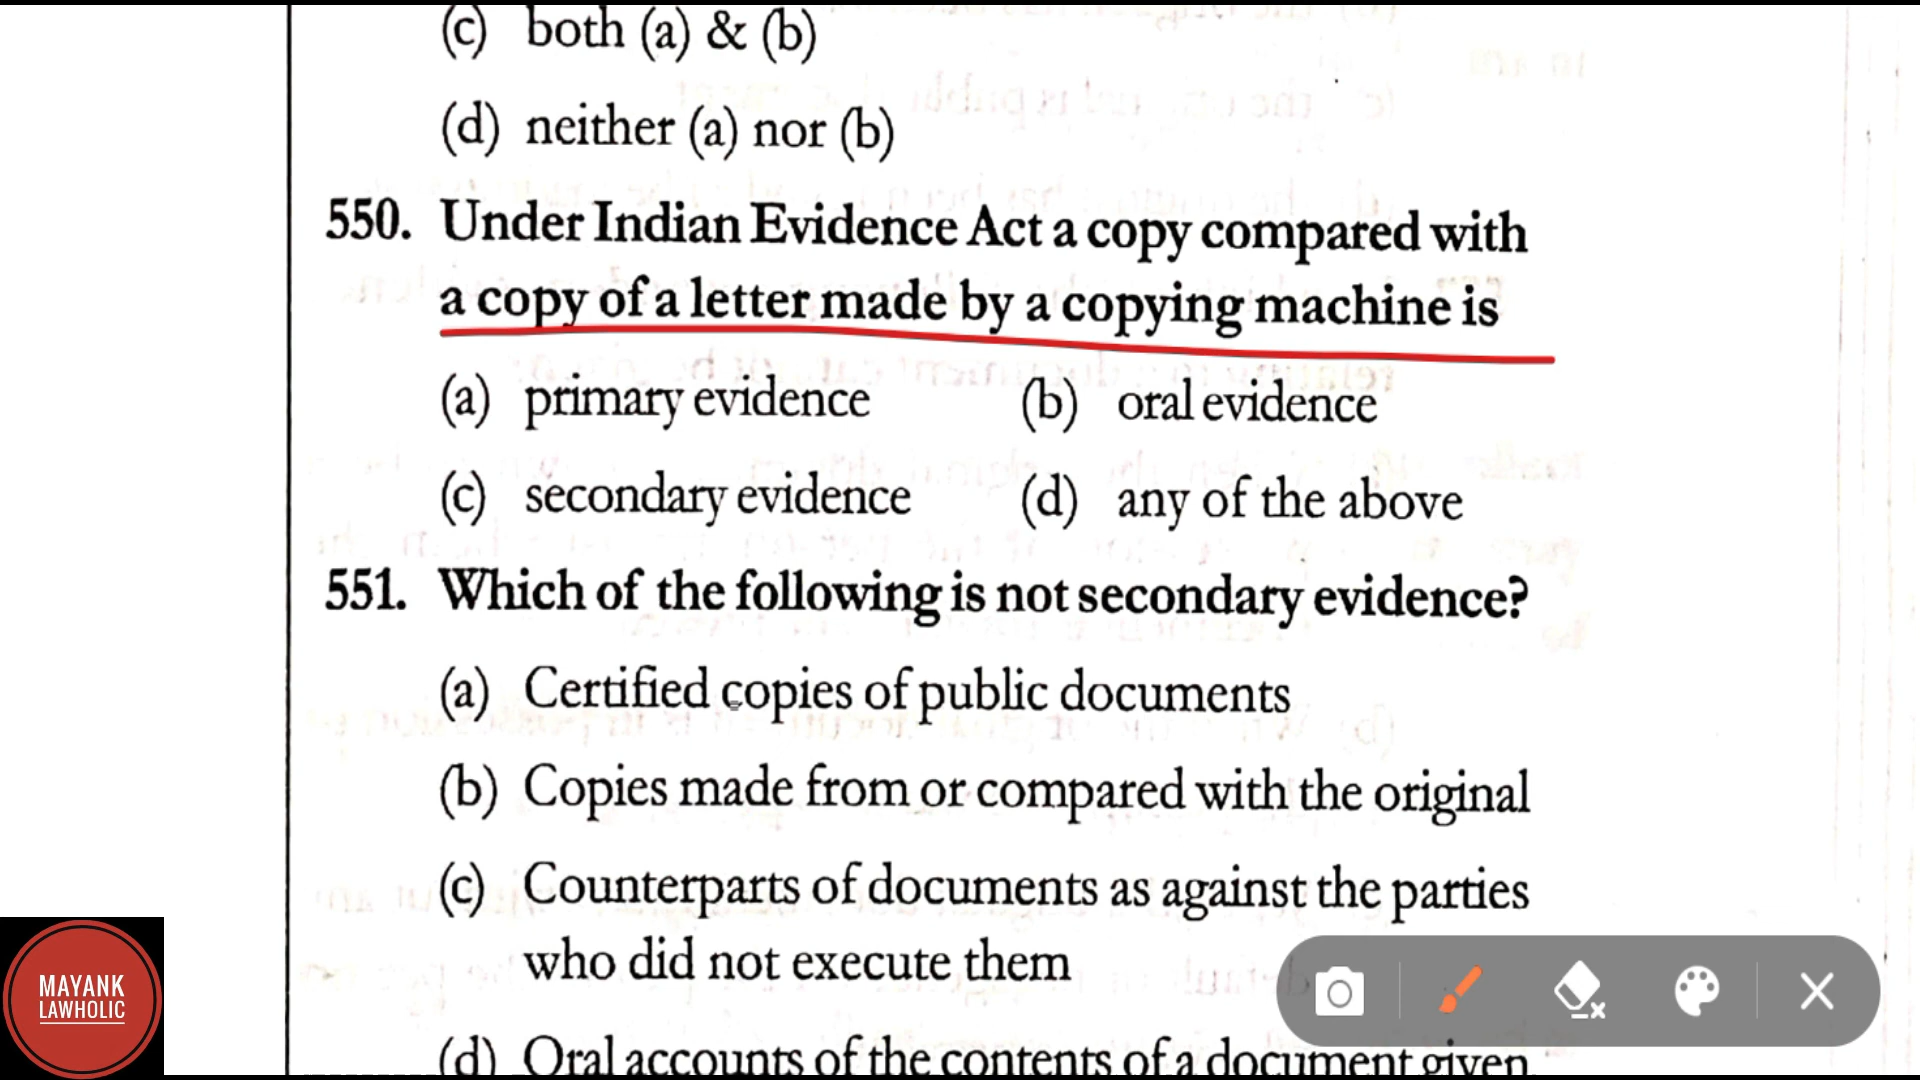 (c) both (a) & (b)
(d) neither (a) nor (b)
550. Under Indian Evidence Act a copy compared with
a copy of a letter made by a copying machine is
(a) primary evidence (b) oral evidence
(c) secondary evidence (d) any of the above
551. Which of the following is not secondary evidence?
(a) Certified copies of public documents
(b) Copies made from or compared with the original
(c) Counterparts of documents as against the parties
who did not execute them
(d) Oral accounts of the contents of a document given
MAYANK
LAWHOLIC